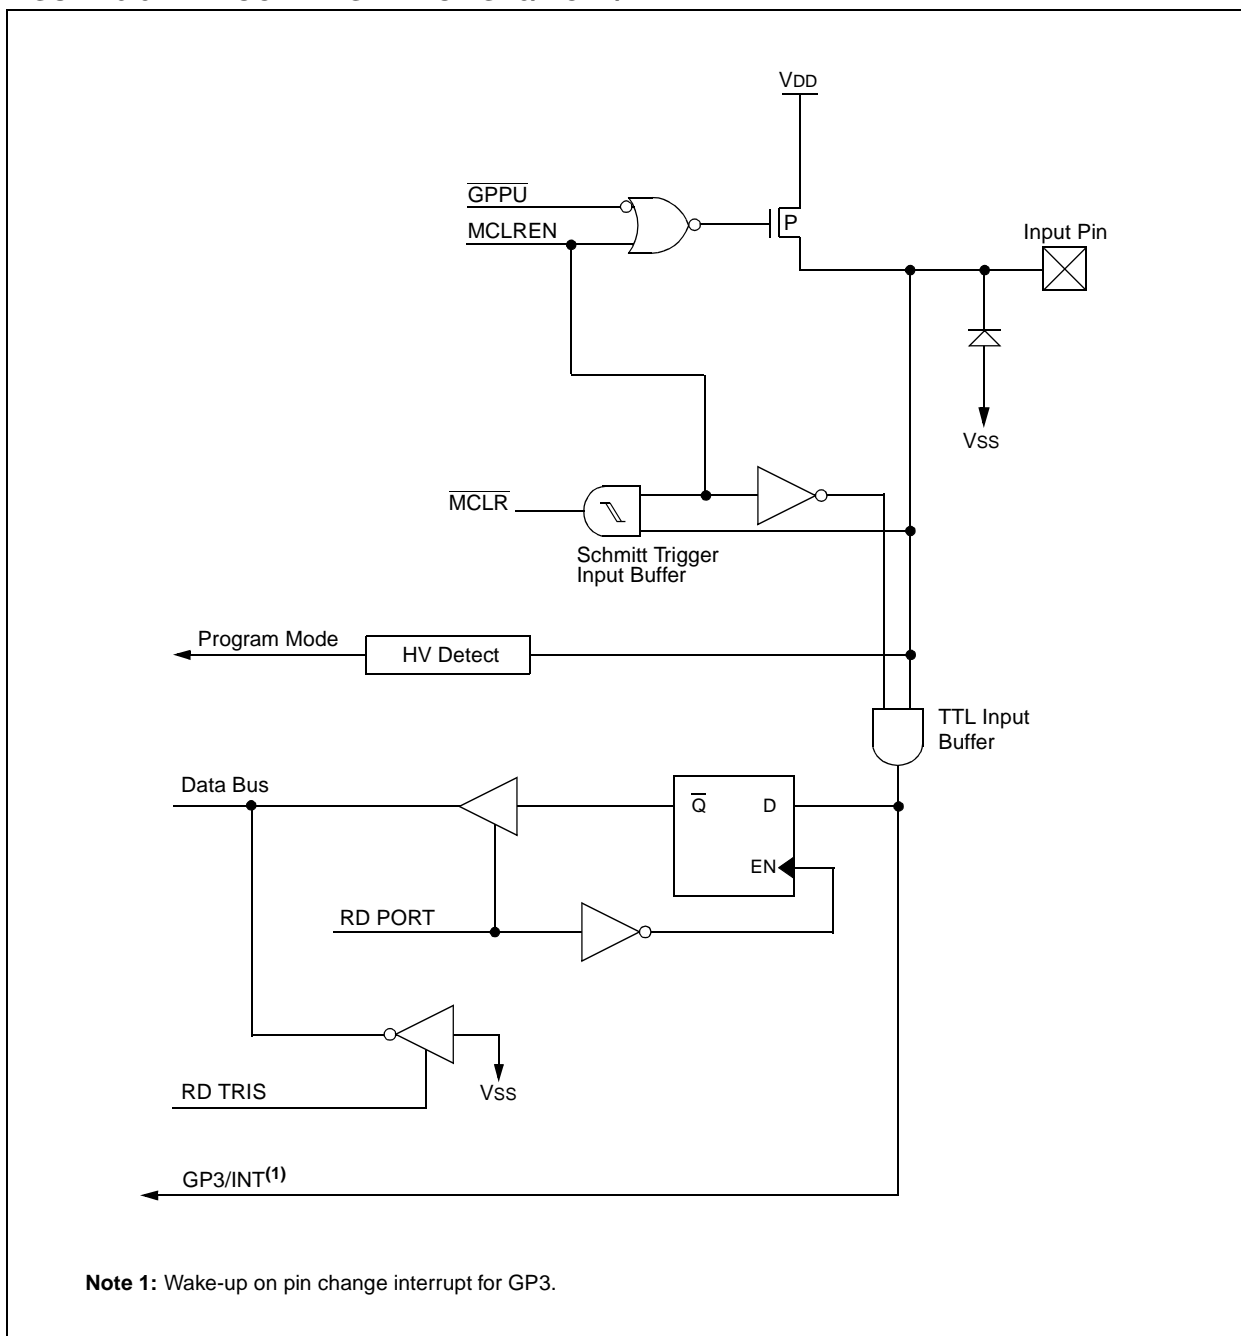 VDD
GPPU
MCLREN
P
Input Pin
VSS
MCLR
Schmitt Trigger
Input Buffer
Program Mode
HV Detect
TTL Input
Buffer
Data Bus
Q
D
EN
RD PORT
VSS
RD TRIS
GP3/INT(1)
Note 1: Wake-up on pin change interrupt for GP3.